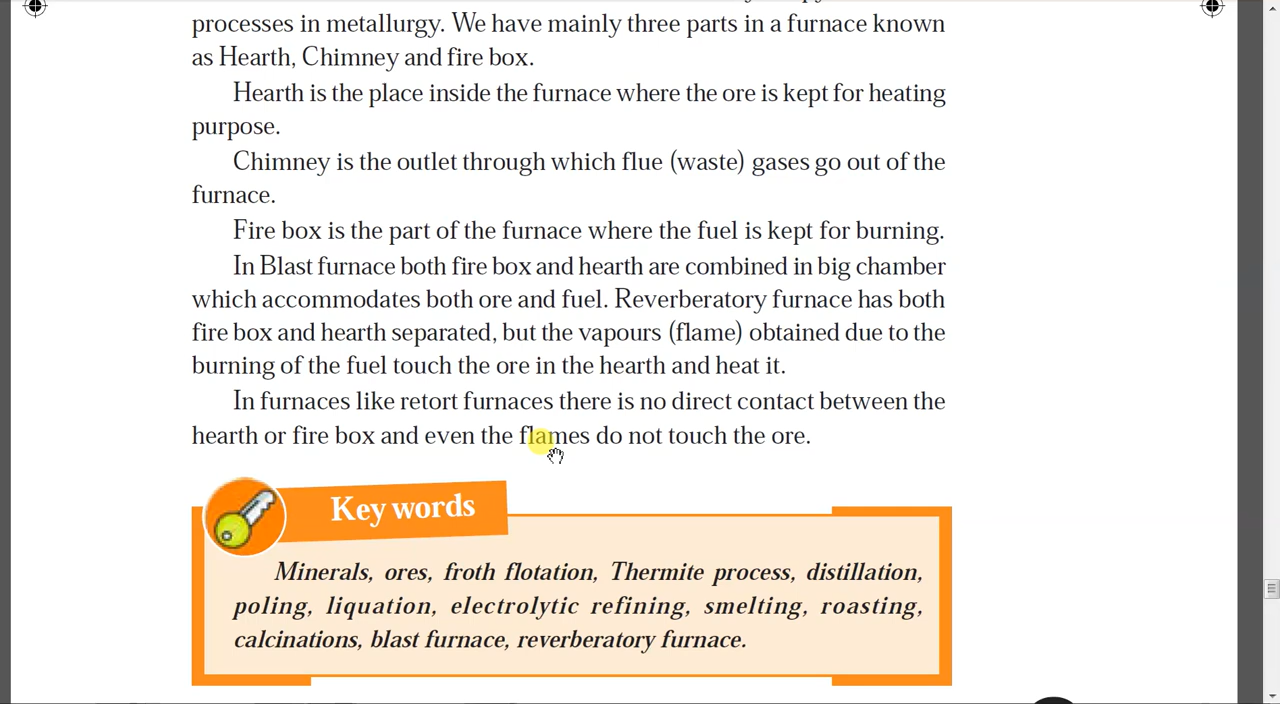 processes in metallurgy. We have mainly three parts in a furnace known
as Hearth, Chimney and fire box.
Hearth is the place inside the furnace where the ore is kept for heating
purpose.
Chimney is the outlet through which flue (waste) gases go out of the
furnace.
Fire box is the part of the furnace where the fuel is kept for burning.
In Blast furnace both fire box and hearth are combined in big chamber
which accommodates both ore and fuel. Reverberatory furnace has both
fire box and hearth separated, but the vapours (flame) obtained due to the
burning of the fuel touch the ore in the hearth and heat it.
In furnaces like retort furnaces there is no direct contact between the
hearth or fire box and even the flames do not touch the ore.
Key words
Minerals, ores, froth flotation, Thermite process, distillation,
poling, liquation, electrolytic refining, smelting, roasting,
calcinations, blast furnace, reverberatory furnace.